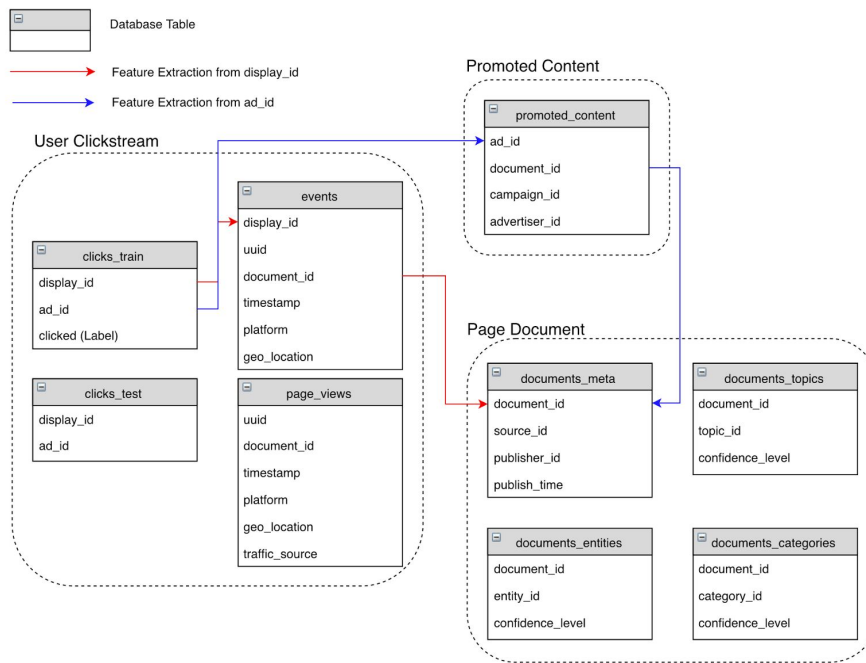 Database Table
Feature Extraction from display_id
Feature Extraction from ad_id
Promoted Content
promoted_content
ad_id
document_id
campaign_id
advertiser_id
User Clickstream
events
display_id
uuid
document_id
timestamp
platform
geo_location
clicks_train
display_id
ad_id
clicked (Label)
clicks_test
display_id
ad_id
page_views
uuid
document_id
timestamp
platform
geo_location
traffic_source
Page Document
documents_meta
document_id
source_id
publisher_id
publish_time
documents_topics
document_id
topic_id
confidence_level
documents_entities
document_id
entity_id
confidence_level
documents_categories
document_id
category_id
confidence_level